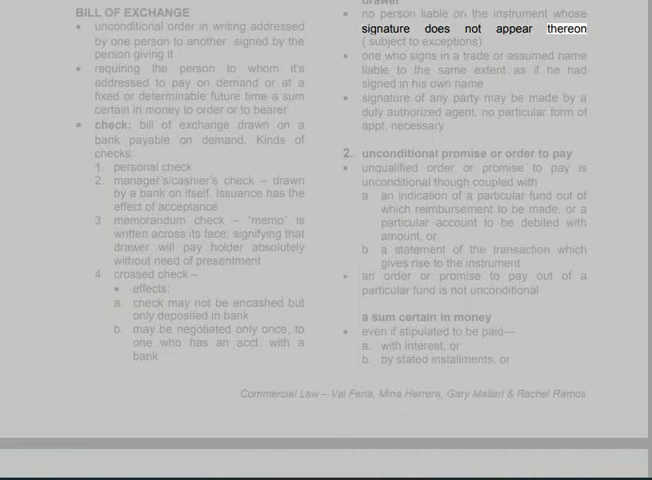 BILL OF EXCHANGE
• unconditional order in writing addressed
by one person to another signed by the
person giving it
• requiring the person to whom it's
addressed to pay on demand or at a
fixed or determinable future time a sum
certain in money to order or to bearer
• check: bill of exchange drawn on a
bank payable on demand. Kinds of
checks:
1. personal check
2. manager's/cashier's check – drawn
by a bank on itself. Issuance has the
effect of acceptance
3 memorandum check – "memo" is
written across its face, signifying that
drawer will pay holder absolutely
without need of presentment
4 crossed check –
• effects:
a. check may not be encashed but
only deposited in bank
b. may be negotiated only once, to
one who has an acct. with a
bank
drawer
• no person liable on the instrument whose
signature does not appear thereon
( subject to exceptions)
• one who signs in a trade or assumed name
liable to the same extent as if he had
signed in his own name
• signature of any party may be made by a
duly authorized agent, no particular form of
appt. necessary
2. unconditional promise or order to pay
• unqualified order or promise to pay is
unconditional though coupled with
a an indication of a particular fund out of
which reimbursement to be made, or a
particular account to be debited with
amount, or
b a statement of the transaction which
gives rise to the instrument
• an order or promise to pay out of a
particular fund is not unconditional
a sum certain in money
• even if stipulated to be paid—
a. with interest, or
b. by stated installments, or
Commercial Law – Val Feria, Mina Herrera, Gary Mallari & Rachel Ramos